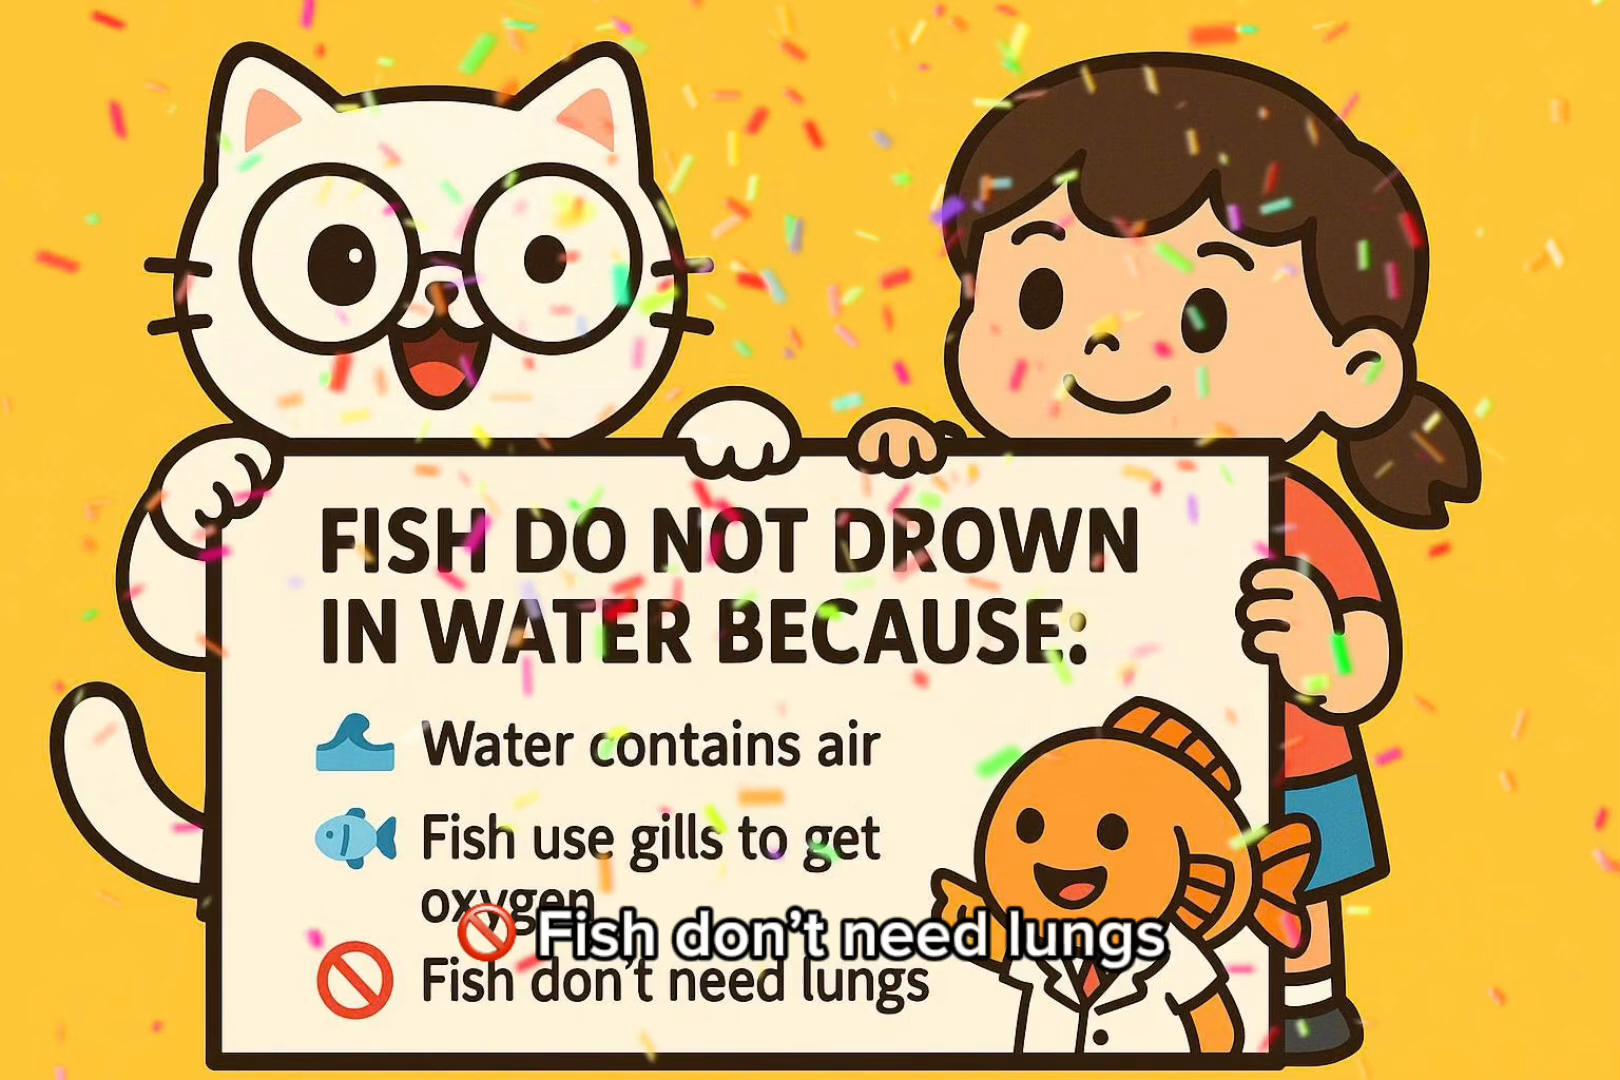 FISH DO NOT DROWN
IN WATER BECAUSE:
Water contains air
Fish use gills to get
oxygen
🚫 Fish don't need lungs
Fish don't need lungs